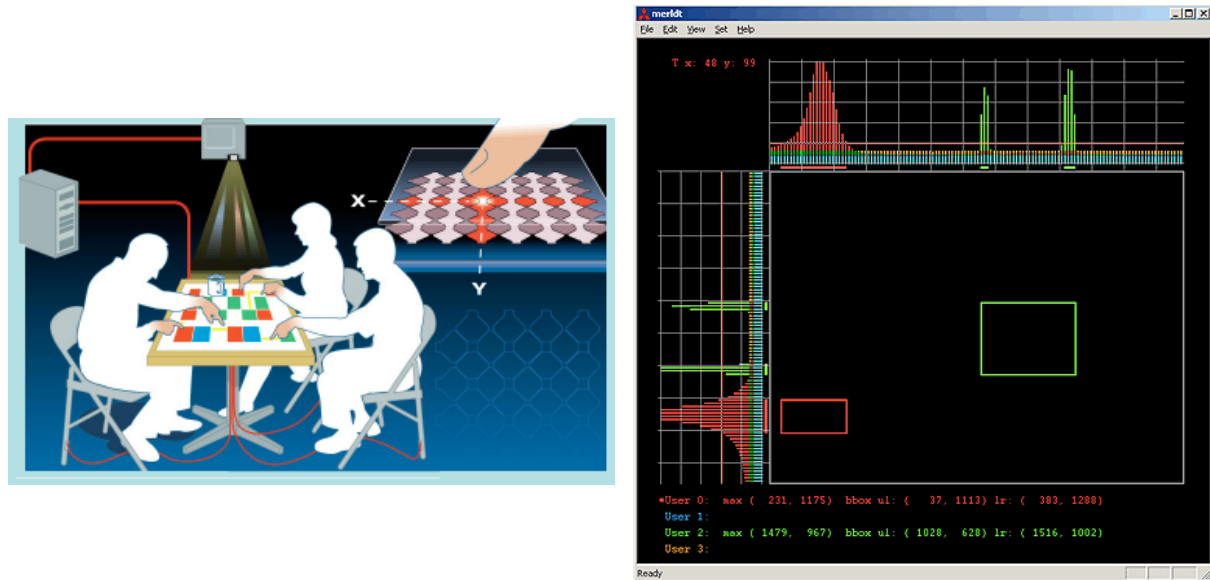 X
Y
merldt
File Edit View Set Help
T x: 48 y: 99
*User 0: max ( 231, 1175) bbox ul: ( 37, 1113) lr: ( 383, 1288)
User 1:
User 2: max ( 1479, 967) bbox ul: ( 1028, 628) lr: ( 1516, 1002)
User 3:
Ready